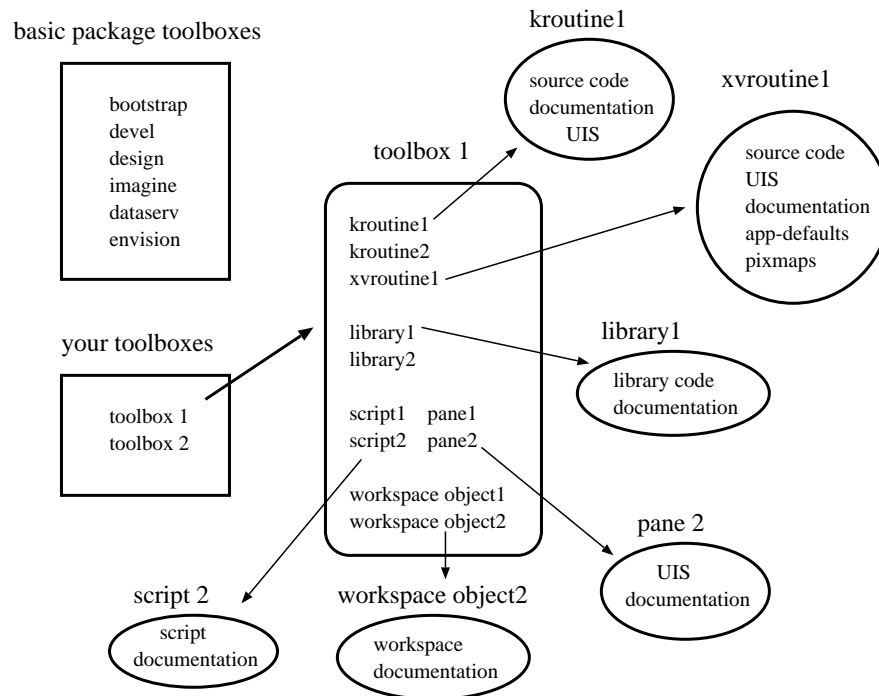 basic package toolboxes
bootstrap
devel
design
imagine
dataserv
envision
your toolboxes
toolbox 1
toolbox 2
toolbox 1
kroutine1
kroutine2
xvroutine1
library1
library2
script1 pane1
script2 pane2
workspace object1
workspace object2
kroutine1
source code
documentation
UIS
xvroutine1
source code
UIS
documentation
app-defaults
pixmaps
library1
library code
documentation
pane 2
UIS
documentation
script 2
script
documentation
workspace object2
workspace
documentation